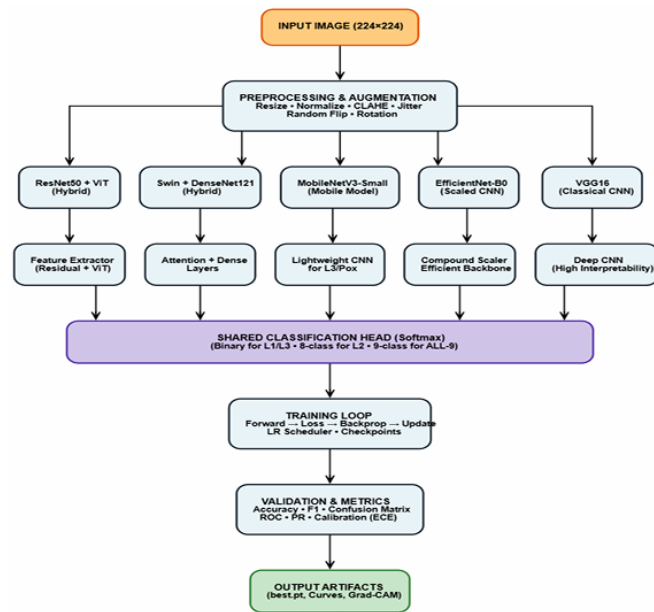 INPUT IMAGE (224×224)
PREPROCESSING & AUGMENTATION
Resize • Normalize • CLAHE • Jitter
Random Flip • Rotation
ResNet50 + ViT
(Hybrid)
Swin + DenseNet121
(Hybrid)
MobileNetV3-Small
(Mobile Model)
EfficientNet-B0
(Scaled CNN)
VGG16
(Classical CNN)
Feature Extractor
(Residual + ViT)
Attention + Dense
Layers
Lightweight CNN
for L3/Pox
Compound Scaler
Efficient Backbone
Deep CNN
(High Interpretability)
SHARED CLASSIFICATION HEAD (Softmax)
(Binary for L1/L3 • 8-class for L2 • 9-class for ALL-9)
TRAINING LOOP
Forward → Loss → Backprop → Update
LR Scheduler • Checkpoints
VALIDATION & METRICS
Accuracy • F1 • Confusion Matrix
ROC • PR • Calibration (ECE)
OUTPUT ARTIFACTS
(best.pt, Curves, Grad-CAM)